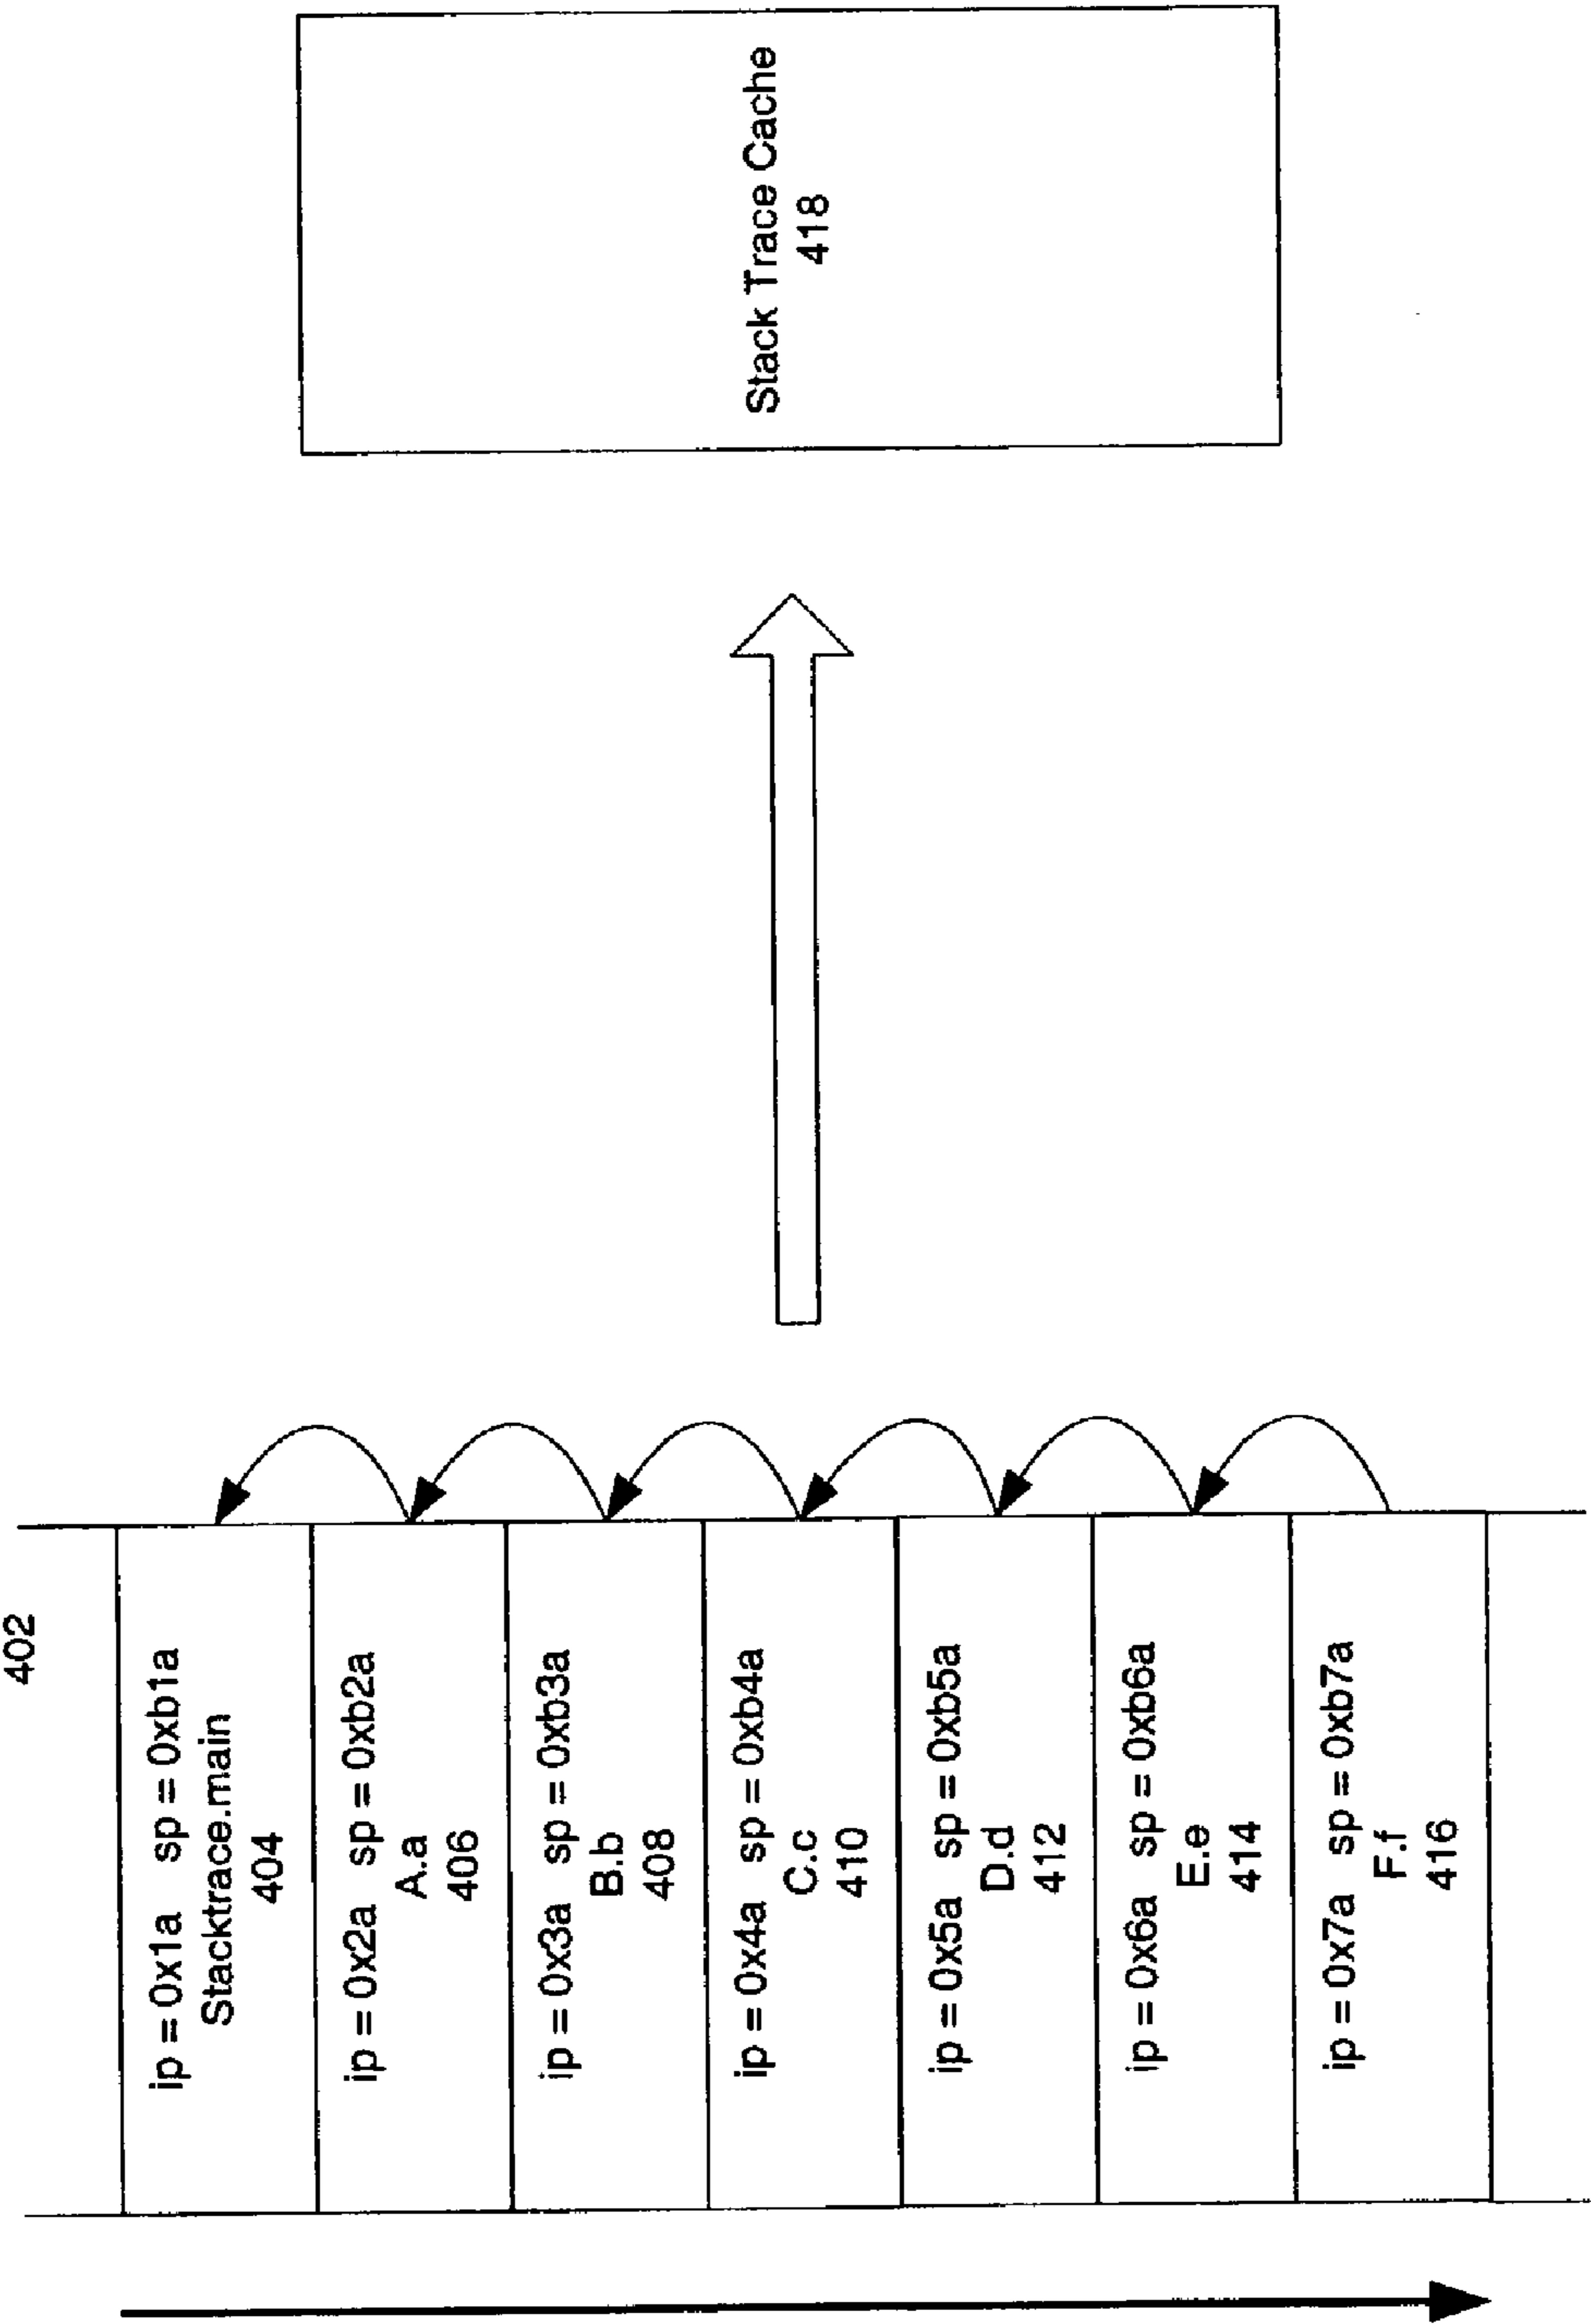 402
ip = 0x1a sp = 0xb1a
Stacktrace.main
404
ip = 0x2a sp = 0xb2a
A.a
406
ip = 0x3a sp = 0xb3a
B.b
408
ip = 0x4a sp = 0xb4a
C.c
410
ip = 0x5a sp = 0xb5a
D.d
412
ip = 0x6a sp = 0xb6a
E.e
414
ip = 0x7a sp = 0xb7a
F.f
416
Stack Trace Cache
418